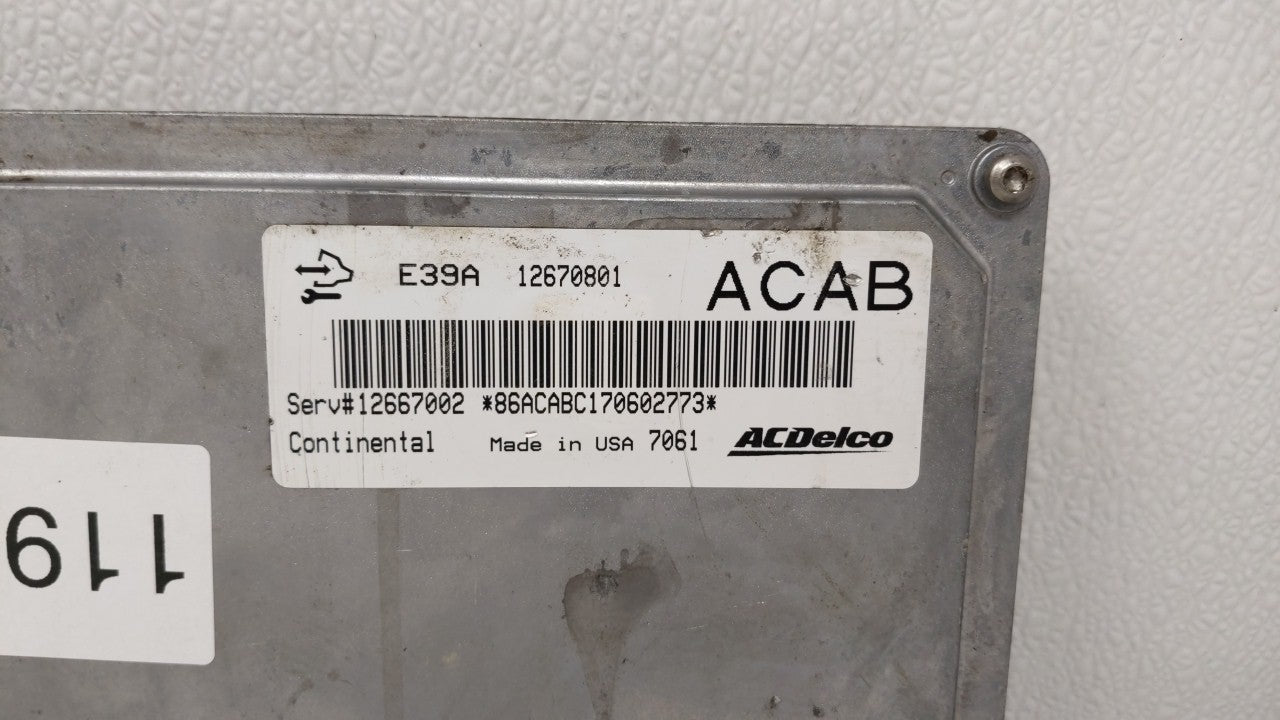 E39A 12670801 ACAB
Serv#12667002 *86ACABC170602773*
Continental Made in USA 7061 ACDelco
119